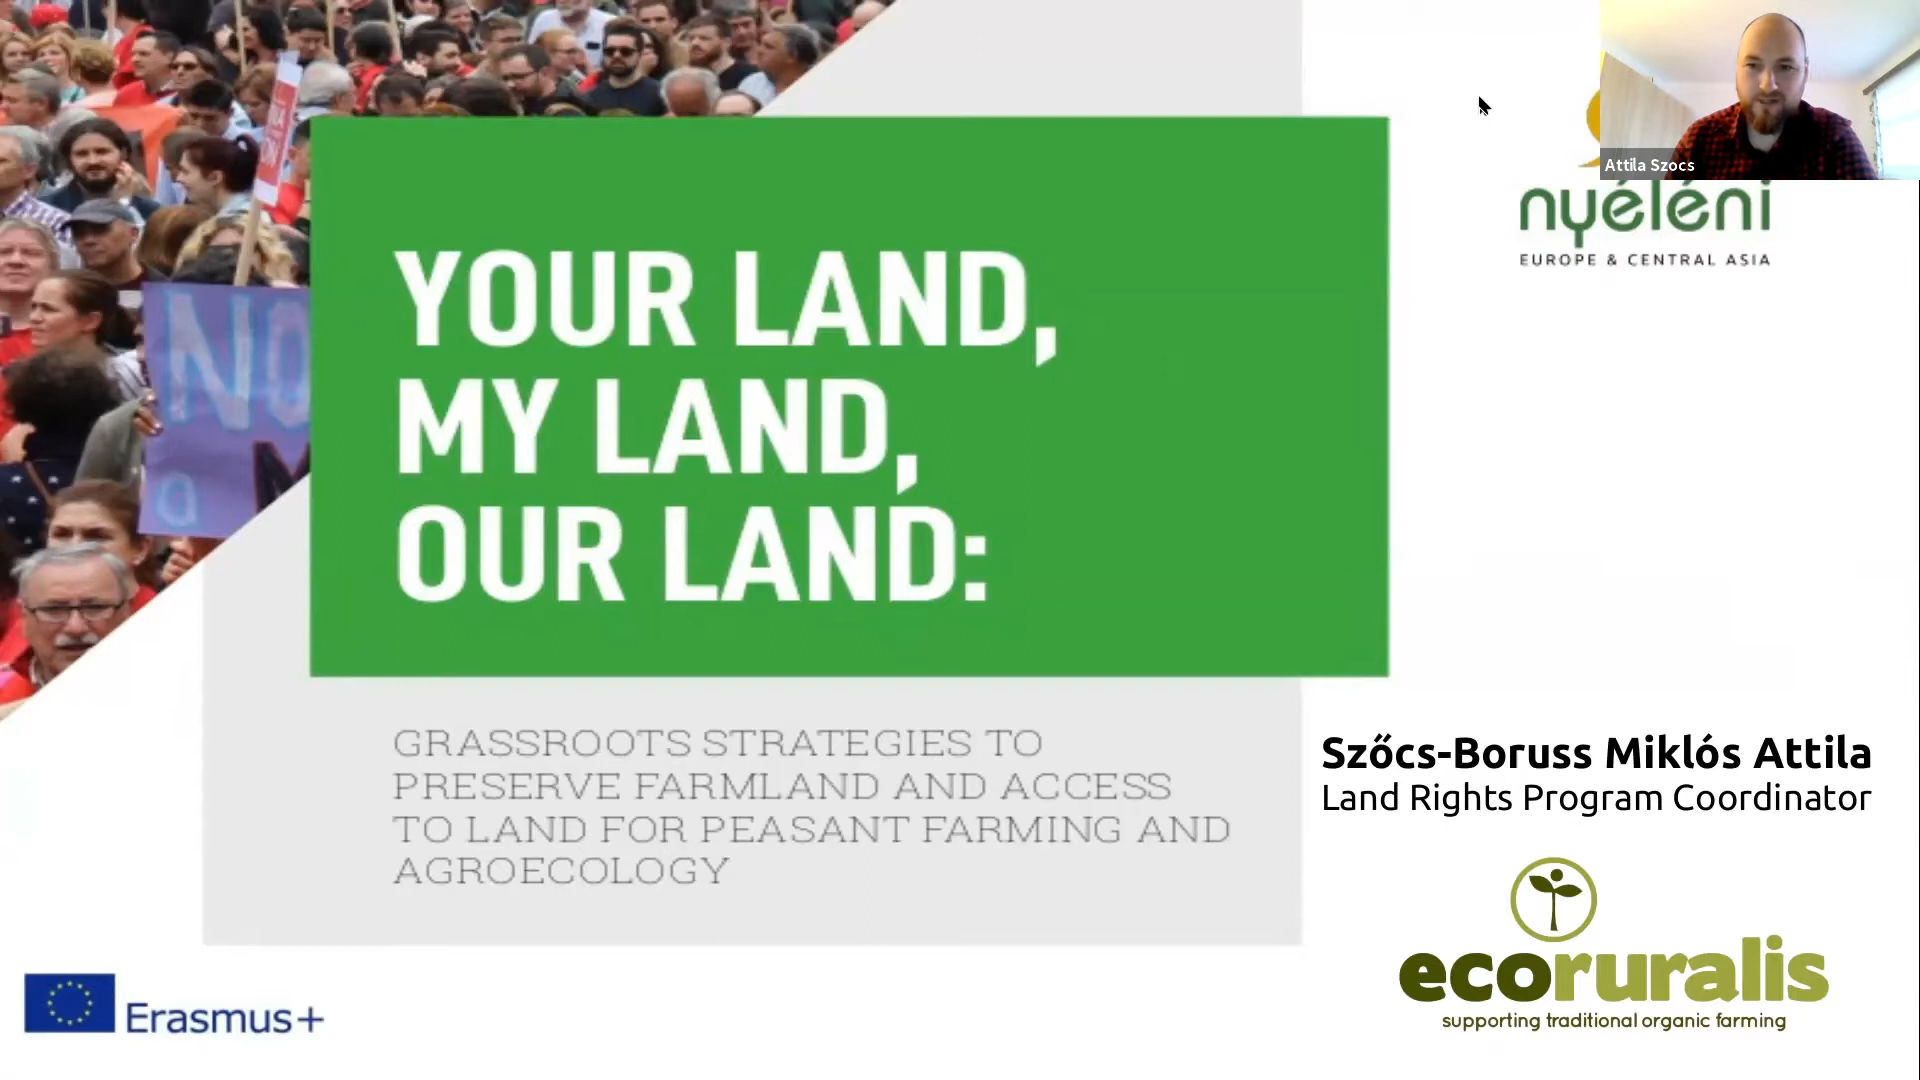 Attila Szocs
nyéléni
EUROPE & CENTRAL ASIA
NO
YOUR LAND,
MY LAND,
OUR LAND:
GRASSROOTS STRATEGIES TO
PRESERVE FARMLAND AND ACCESS
TO LAND FOR PEASANT FARMING AND
AGROECOLOGY
Szőcs-Boruss Miklós Attila
Land Rights Program Coordinator
ecoruralis
supporting traditional organic farming
Erasmus+